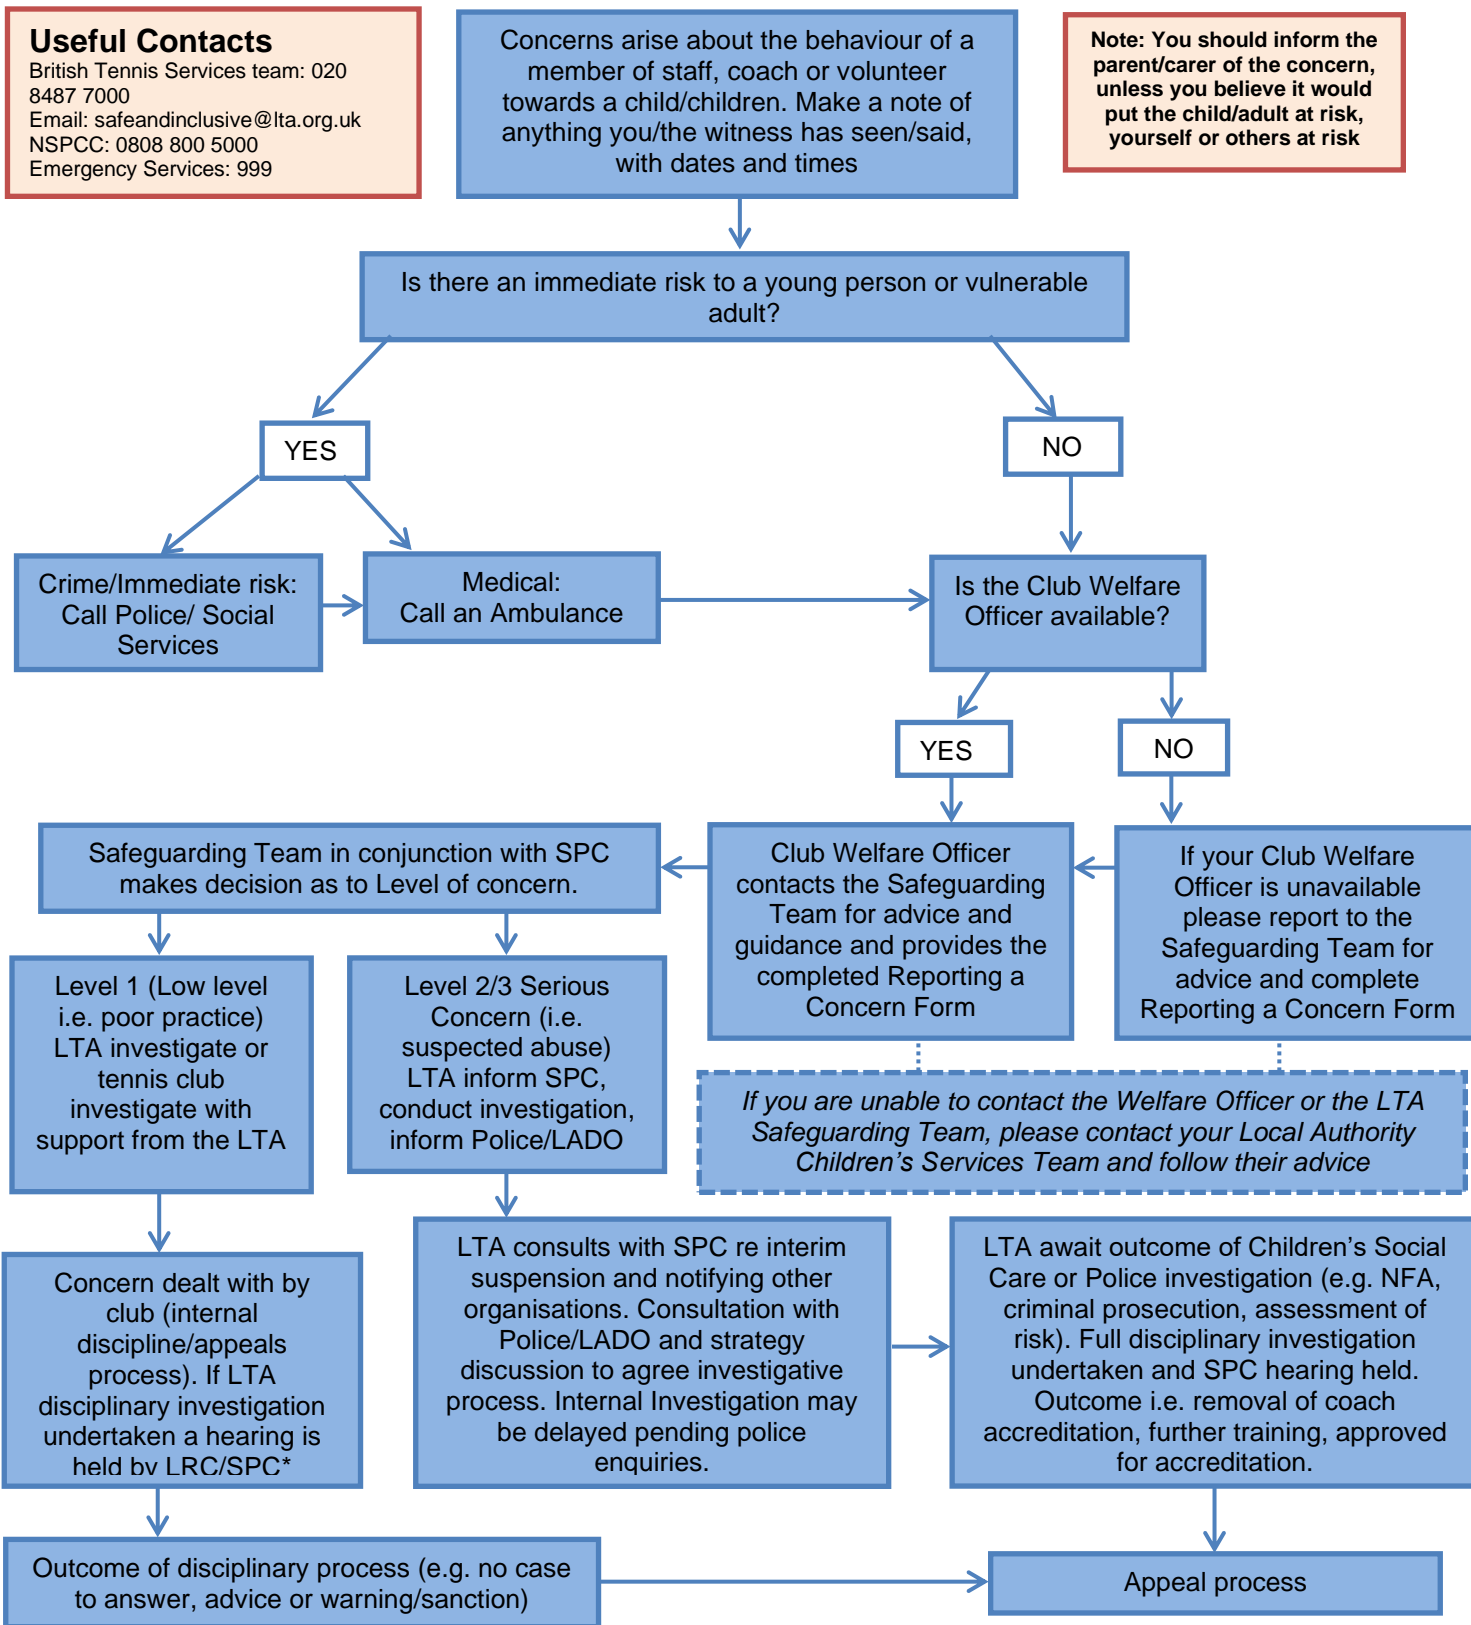 Useful Contacts
British Tennis Services team: 020
8487 7000
Email: safeandinclusive@lta.org.uk
NSPCC: 0808 800 5000
Emergency Services: 999
Concerns arise about the behaviour of a
member of staff, coach or volunteer
towards a child/children. Make a note of
anything you/the witness has seen/said,
with dates and times
Note: You should inform the
parent/carer of the concern,
unless you believe it would
put the child/adult at risk,
yourself or others at risk
Is there an immediate risk to a young person or vulnerable
adult?
YES
NO
Crime/Immediate risk:
Call Police/ Social
Services
Medical:
Call an Ambulance
Is the Club Welfare
Officer available?
YES
NO
Safeguarding Team in conjunction with SPC
makes decision as to Level of concern.
Club Welfare Officer
contacts the Safeguarding
Team for advice and
guidance and provides the
completed Reporting a
Concern Form
If your Club Welfare
Officer is unavailable
please report to the
Safeguarding Team for
advice and complete
Reporting a Concern Form
Level 1 (Low level
i.e. poor practice)
LTA investigate or
tennis club
investigate with
support from the LTA
Level 2/3 Serious
Concern (i.e.
suspected abuse)
LTA inform SPC,
conduct investigation,
inform Police/LADO
If you are unable to contact the Welfare Officer or the LTA
Safeguarding Team, please contact your Local Authority
Children’s Services Team and follow their advice
Concern dealt with by
club (internal
discipline/appeals
process). If LTA
disciplinary investigation
undertaken a hearing is
held by LRC/SPC*
LTA consults with SPC re interim
suspension and notifying other
organisations. Consultation with
Police/LADO and strategy
discussion to agree investigative
process. Internal Investigation may
be delayed pending police
enquiries.
LTA await outcome of Children’s Social
Care or Police investigation (e.g. NFA,
criminal prosecution, assessment of
risk). Full disciplinary investigation
undertaken and SPC hearing held.
Outcome i.e. removal of coach
accreditation, further training, approved
for accreditation.
Outcome of disciplinary process (e.g. no case
to answer, advice or warning/sanction)
Appeal process